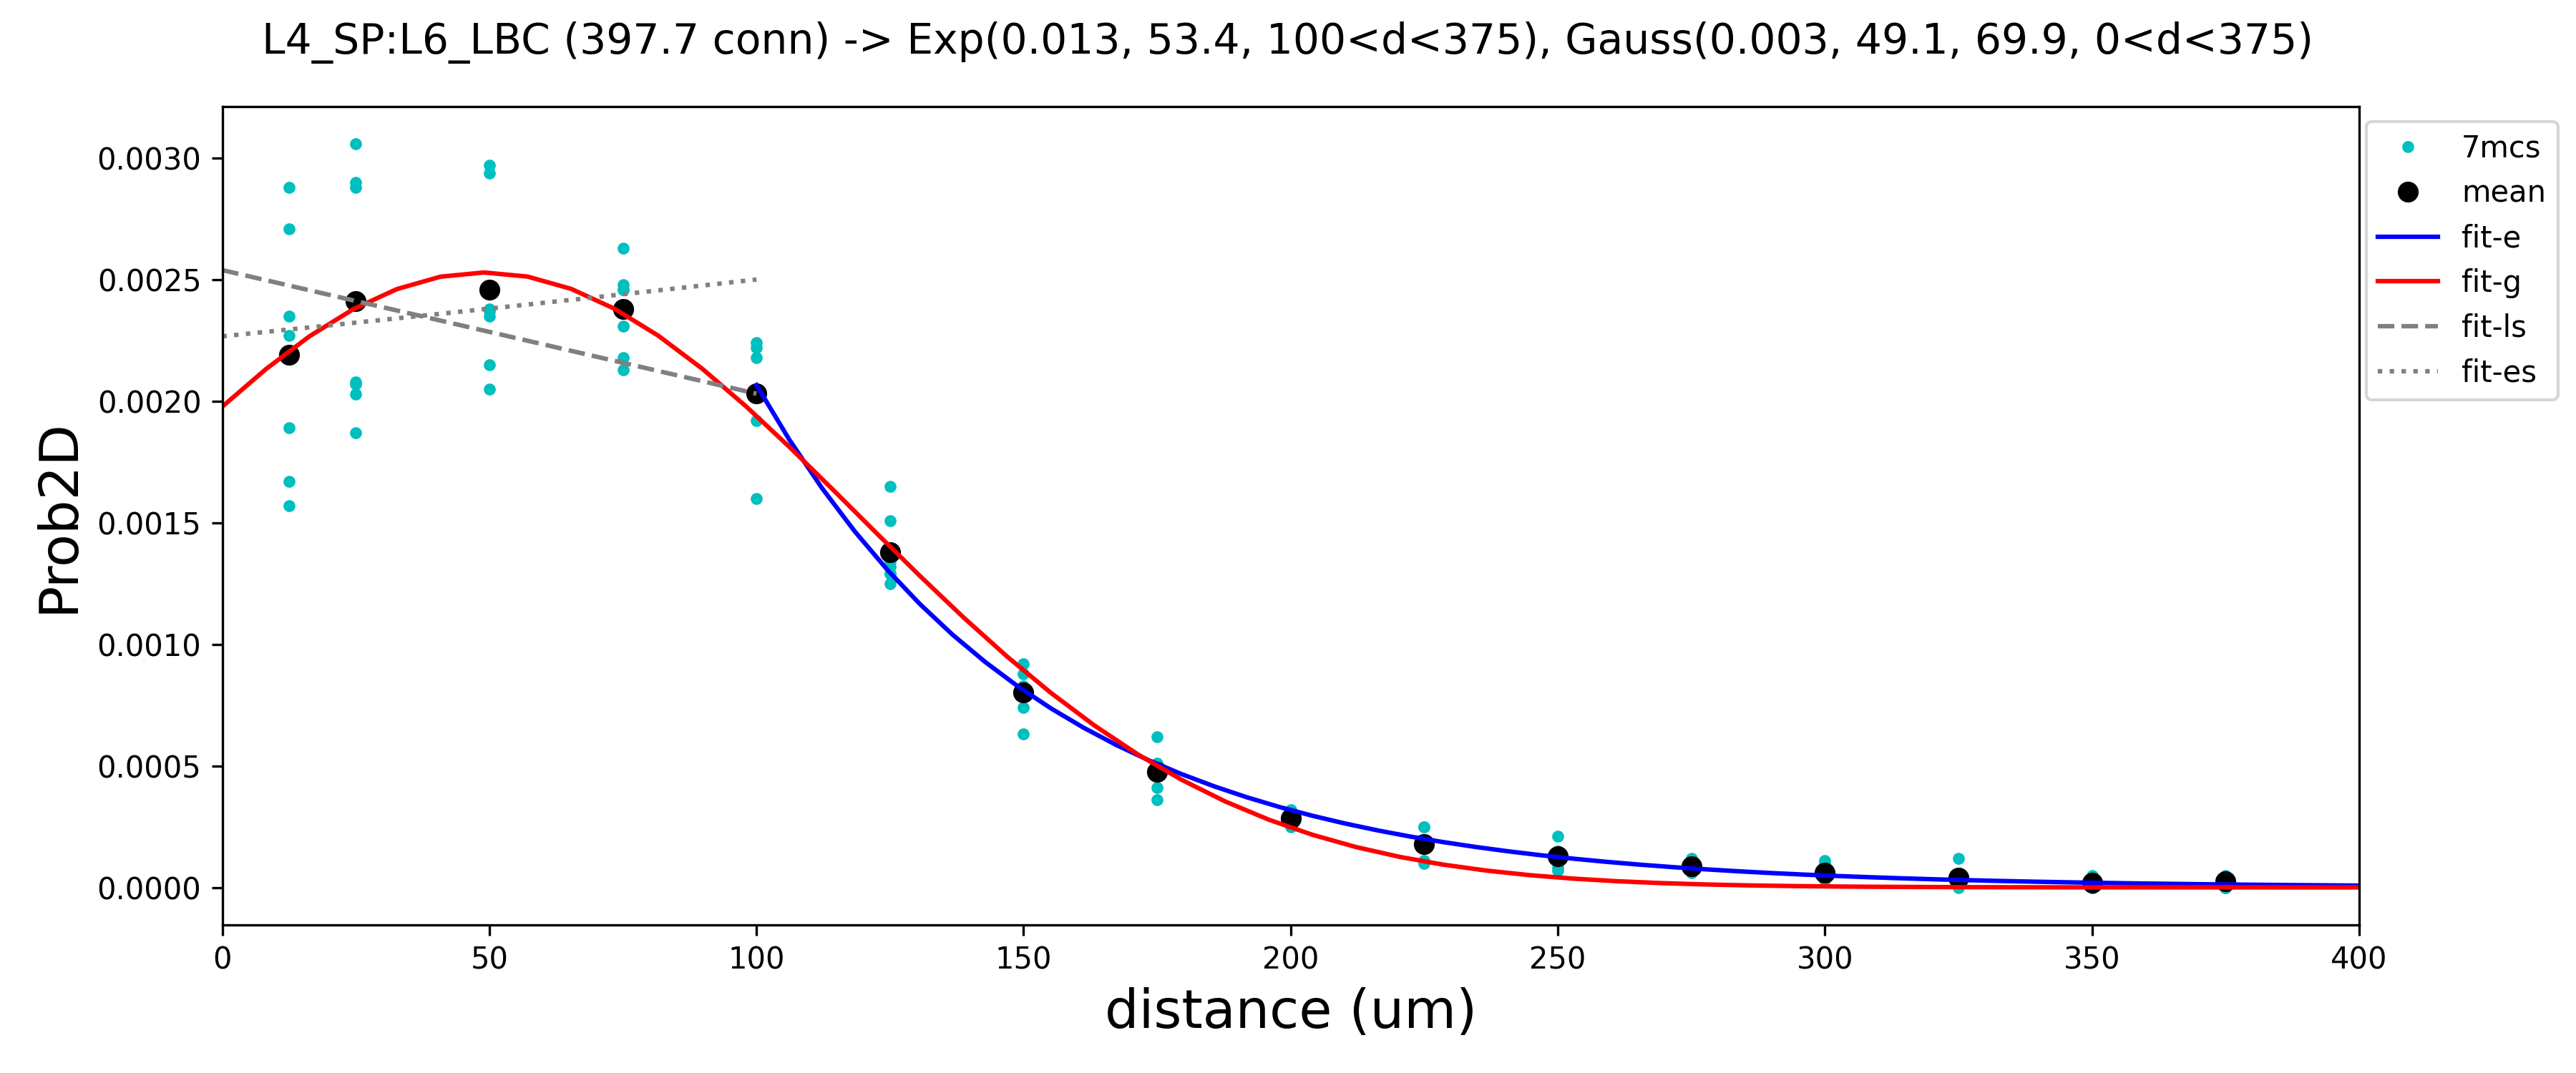 L4_SP:L6_LBC (397.7 conn) -> Exp(0.013, 53.4, 100<d<375), Gauss(0.003, 49.1, 69.9, 0<d<375)
0.0030
0.0025
0.0020
0.0015
0.0010
0.0005
0.0000
Prob2D
0 50 100 150 200 250 300 350 400
distance (um)
7mcs
mean
fit-e
fit-g
fit-ls
fit-es